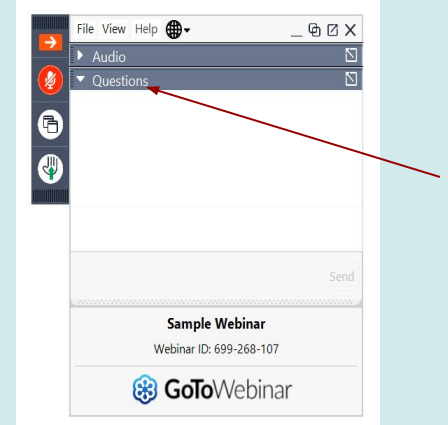 File View Help
Audio
Questions
Send
Sample Webinar
Webinar ID: 699-268-107
GoToWebinar